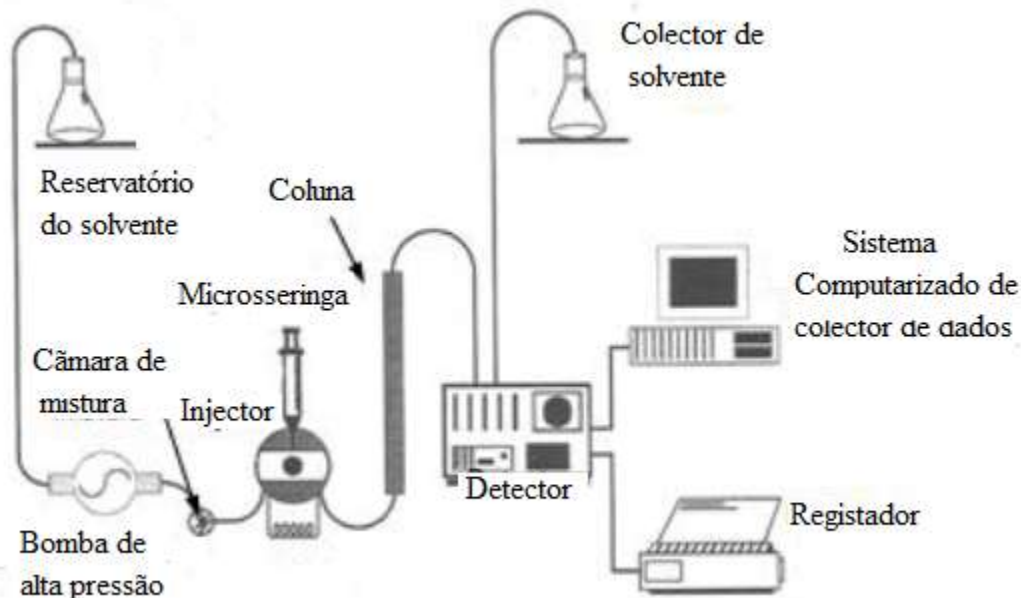 Colector de
solvente
Reservatório
do solvente
Coluna
Sistema
Computarizado de
colector de dados
Microsseringa
Cãmara de
mistura
Injector
Detector
Registador
Bomba de
alta pressão